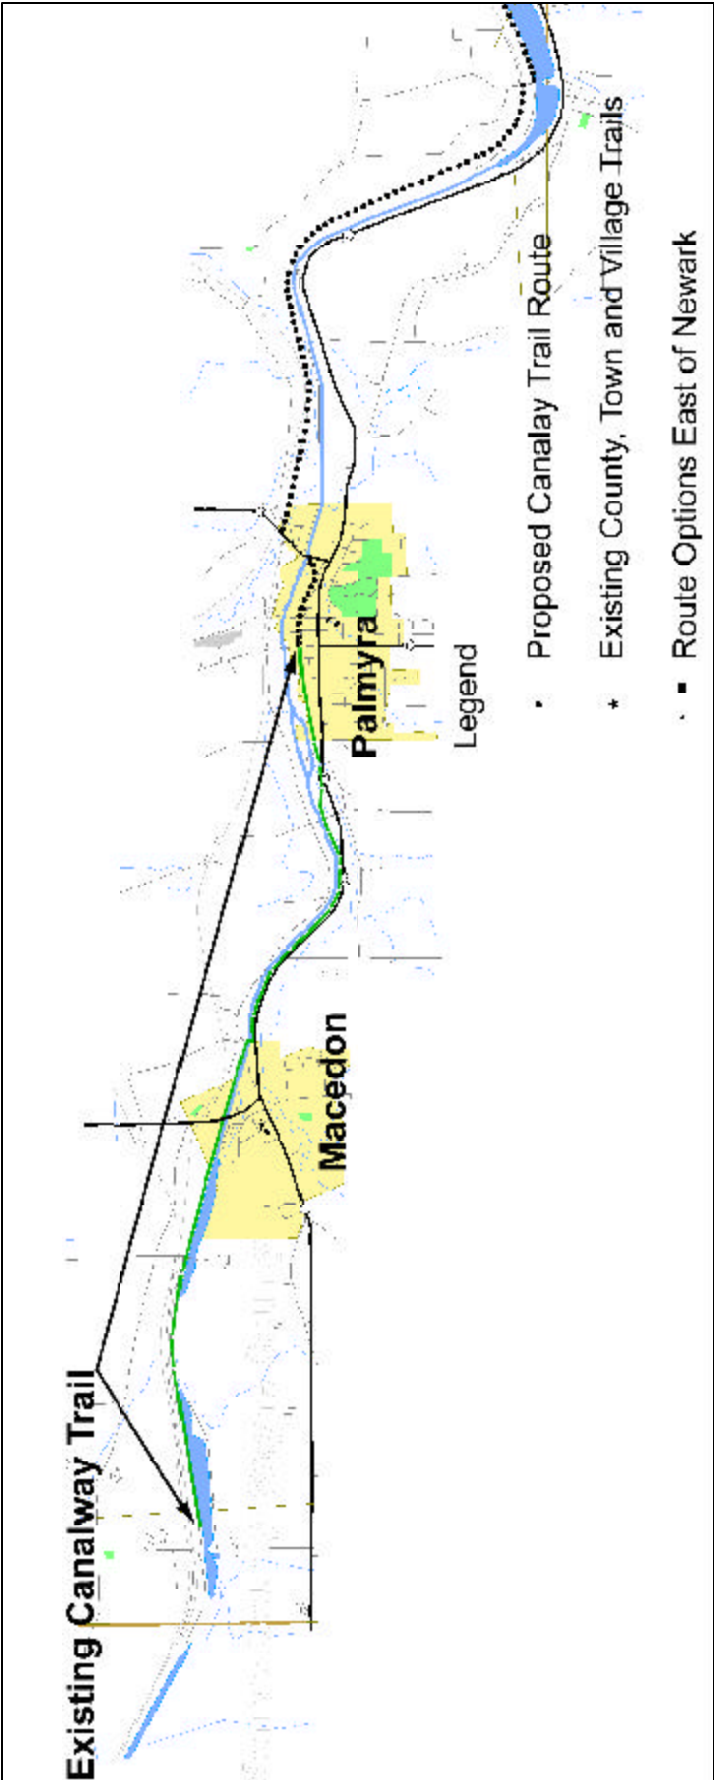 Existing Canalway Trail
Macedon
Palmyra
Legend
Proposed Canalay Trail Route
Existing County, Town and Village Trails
Route Options East of Newark